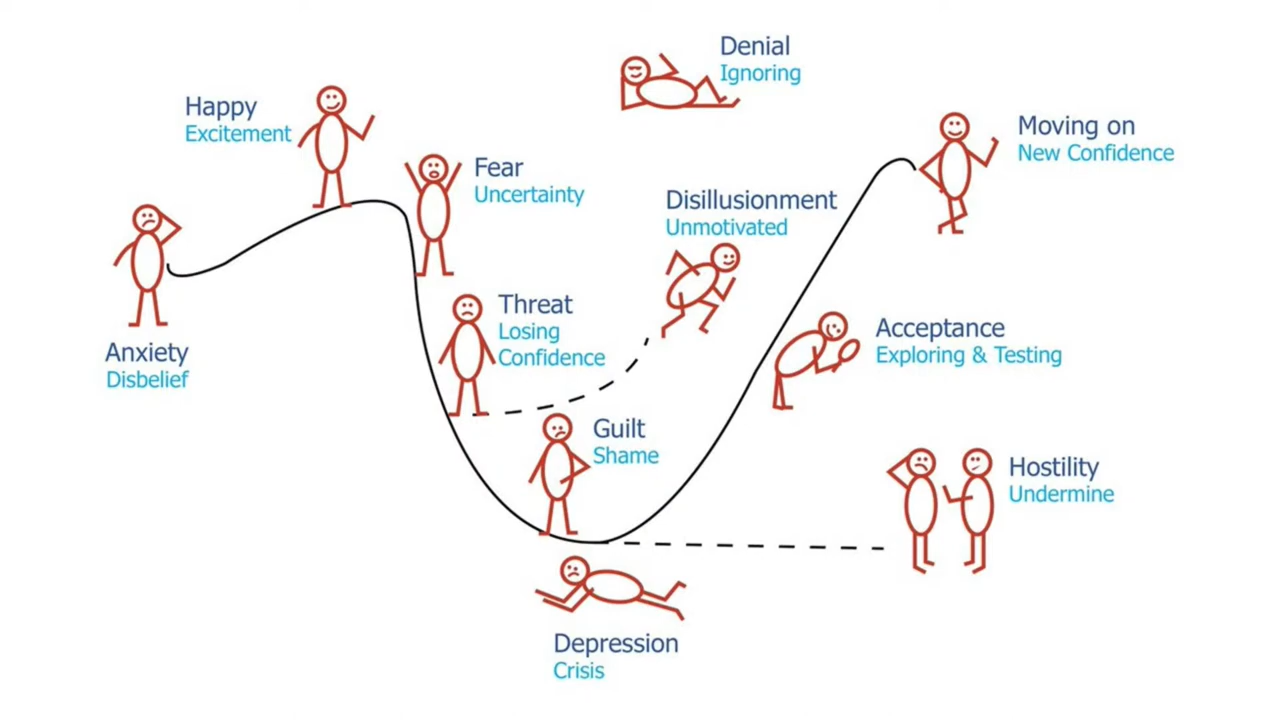 Denial
Ignoring
Happy
Excitement
Moving on
New Confidence
Fear
Uncertainty
Disillusionment
Unmotivated
Threat
Losing
Confidence
Acceptance
Exploring & Testing
Anxiety
Disbelief
Guilt
Shame
Hostility
Undermine
Depression
Crisis